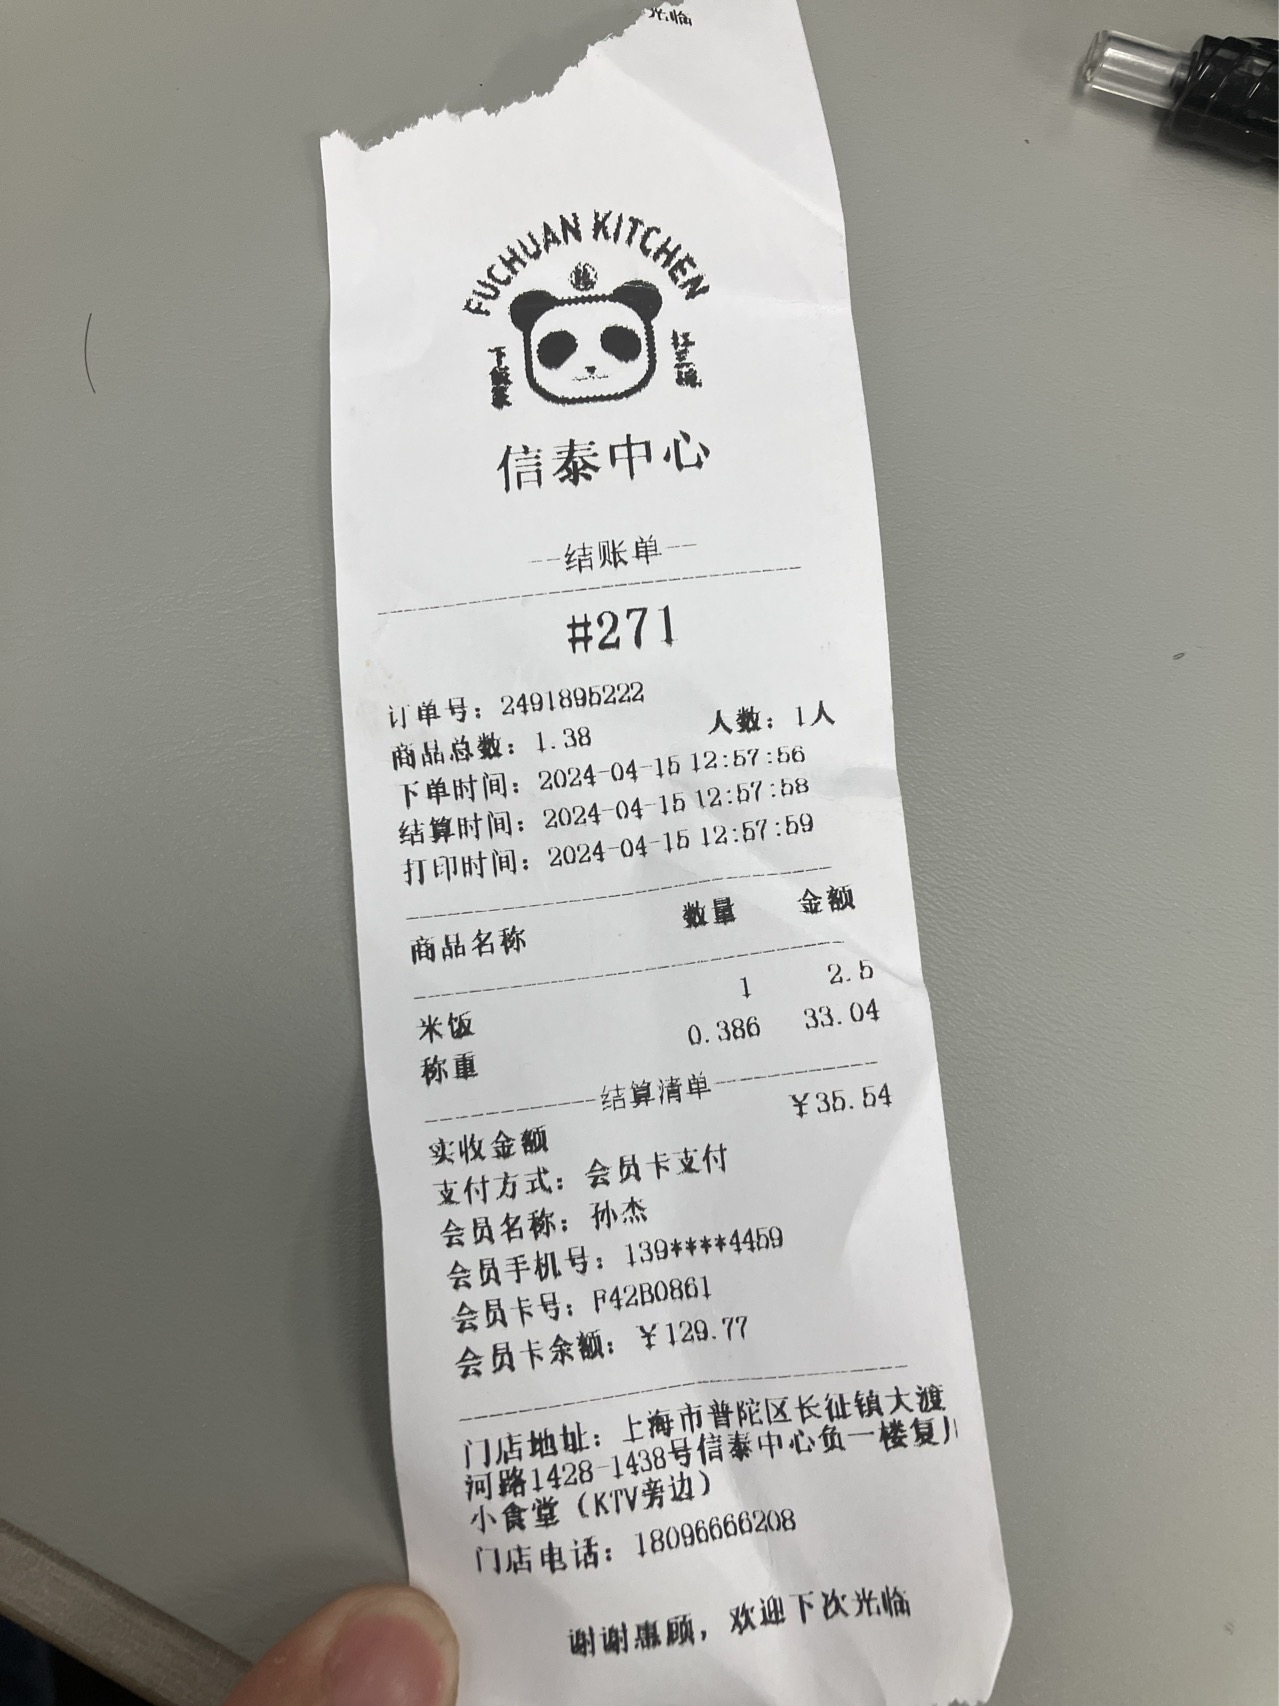 光临
FUCHUAN KITCHEN
下飯菜
扛三碗
信泰中心
---结账单---
#271
订单号：2491895222
商品总数：1.38 人数：1人
下单时间：2024-04-15 12:57:56
结算时间：2024-04-15 12:57:58
打印时间：2024-04-15 12:57:59
商品名称 数量 金额
米饭 1 2.5
称重 0.386 33.04
结算清单
实收金额 ￥35.54
支付方式：会员卡支付
会员名称：孙杰
会员手机号：139****4459
会员卡号：F42B0861
会员卡余额：￥129.77
门店地址：上海市普陀区长征镇大渡
河路1428-1438号信泰中心负一楼复川
小食堂（KTV旁边）
门店电话：18096666208
谢谢惠顾，欢迎下次光临